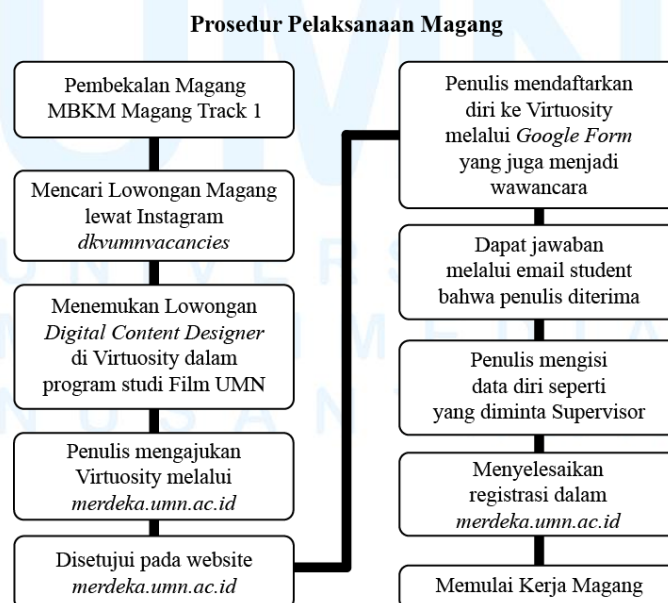 Prosedur Pelaksanaan Magang
Pembekalan Magang
MBKM Magang Track 1
Mencari Lowongan Magang
lewat Instagram
dkvumnvacancies
Menemukan Lowongan
Digital Content Designer
di Virtuosity dalam
program studi Film UMN
Penulis mengajukan
Virtuosity melalui
merdeka.umn.ac.id
Disetujui pada website
merdeka.umn.ac.id
Penulis mendaftarkan
diri ke Virtuosity
melalui Google Form
yang juga menjadi
wawancara
Dapat jawaban
melalui email student
bahwa penulis diterima
Penulis mengisi
data diri seperti
yang diminta Supervisor
Menyelesaikan
registrasi dalam
merdeka.umn.ac.id
Memulai Kerja Magang